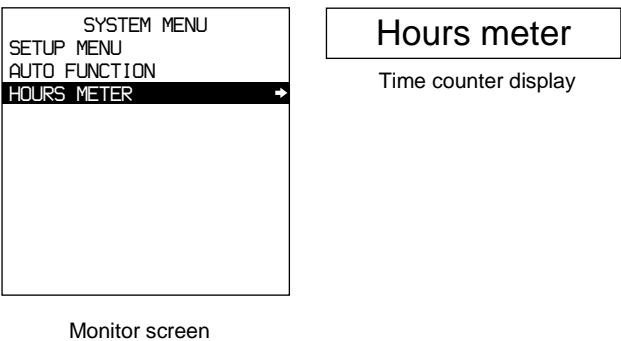 SYSTEM MENU
SETUP MENU
AUTO FUNCTION
HOURS METER →
Monitor screen
Hours meter
Time counter display